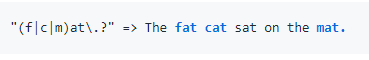 "(f|c|m)at\.?" => The fat cat sat on the mat.